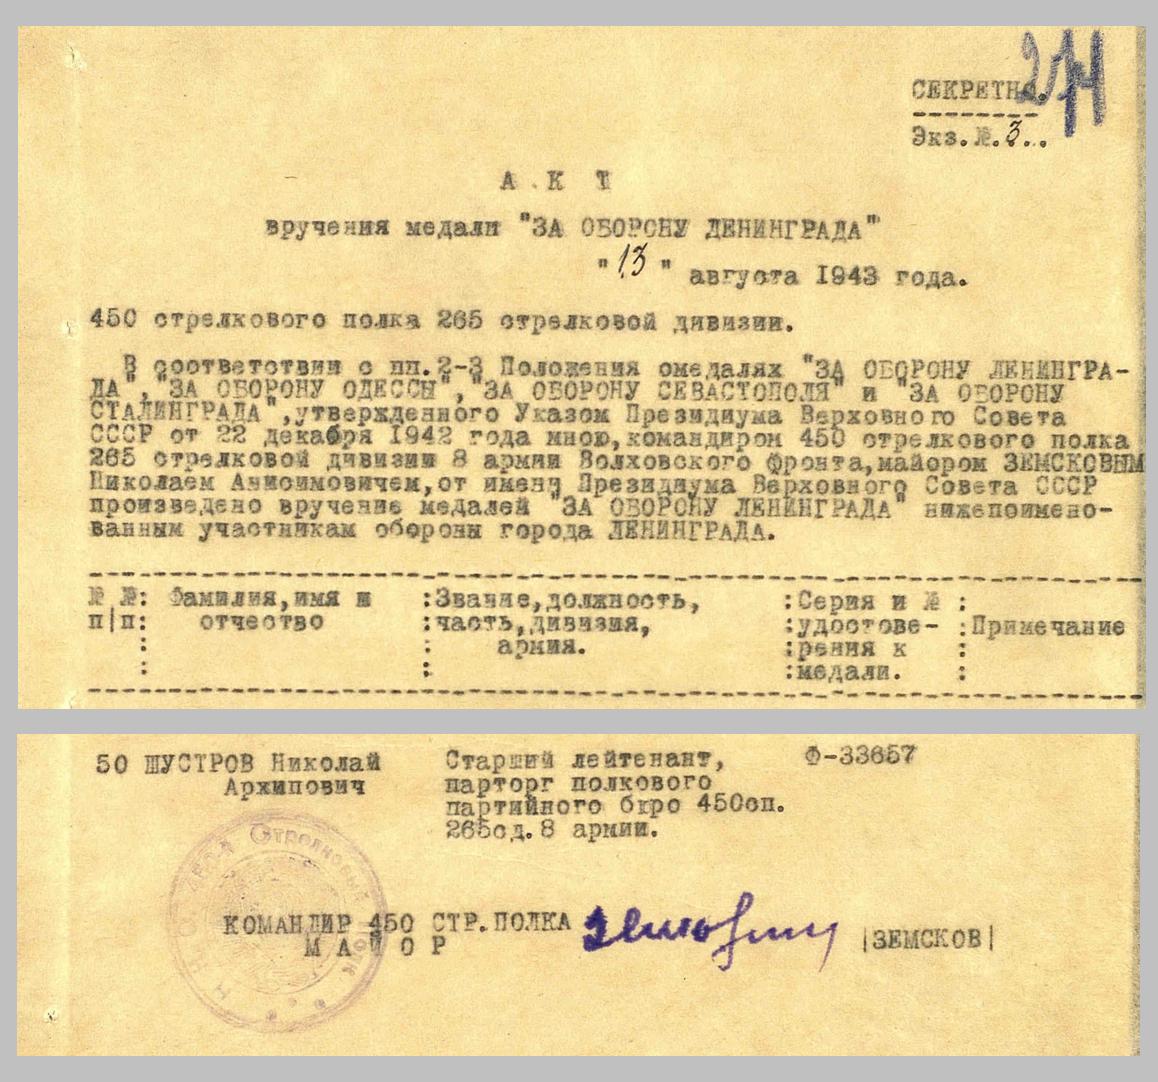 274
СЕКРЕТНО.
Экз.№.3...
А К Т
вручения медали "ЗА ОБОРОНУ ЛЕНИНГРАДА"
"13" августа 1943 года.
450 стрелкового полка 265 стрелковой дивизии.
В соответствии с пп.2-3 Положения омедалях "ЗА ОБОРОНУ ЛЕНИНГРА-
ДА","ЗА ОБОРОНУ ОДЕССЫ","ЗА ОБОРОНУ СЕВАСТОПОЛЯ" и "ЗА ОБОРОНУ
СТАЛИНГРАДА",утвержденного Указом Президиума Верховного Совета
СССР от 22 декабря 1942 года мною,командиром 450 стрелкового полка
265 стрелковой дивизии 8 армии Волховского фронта,майором ЗЕМСКОВЫМ
Николаем Анисимовичем,от имени Президиума Верховного Совета СССР
произведено вручение медалей "ЗА ОБОРОНУ ЛЕНИНГРАДА" нижепоимено-
ванным участникам обороны города ЛЕНИНГРАДА.
№ №: Фамилия,имя и :Звание,должность, :Серия и № :
п|п: отчество :часть,дивизия, :удостове- :Примечание
: : армия. :рения к :
: : :медали. :
50 ШУСТРОВ Николай Старший лейтенант, Ф-33657
Архипович парторг полкового
партийного бюро 450сп.
265сд.8 армии.
Стрелковый полк
КОМАНДИР 450 СТР.ПОЛКА |ЗЕМСКОВ|
М А Й О Р